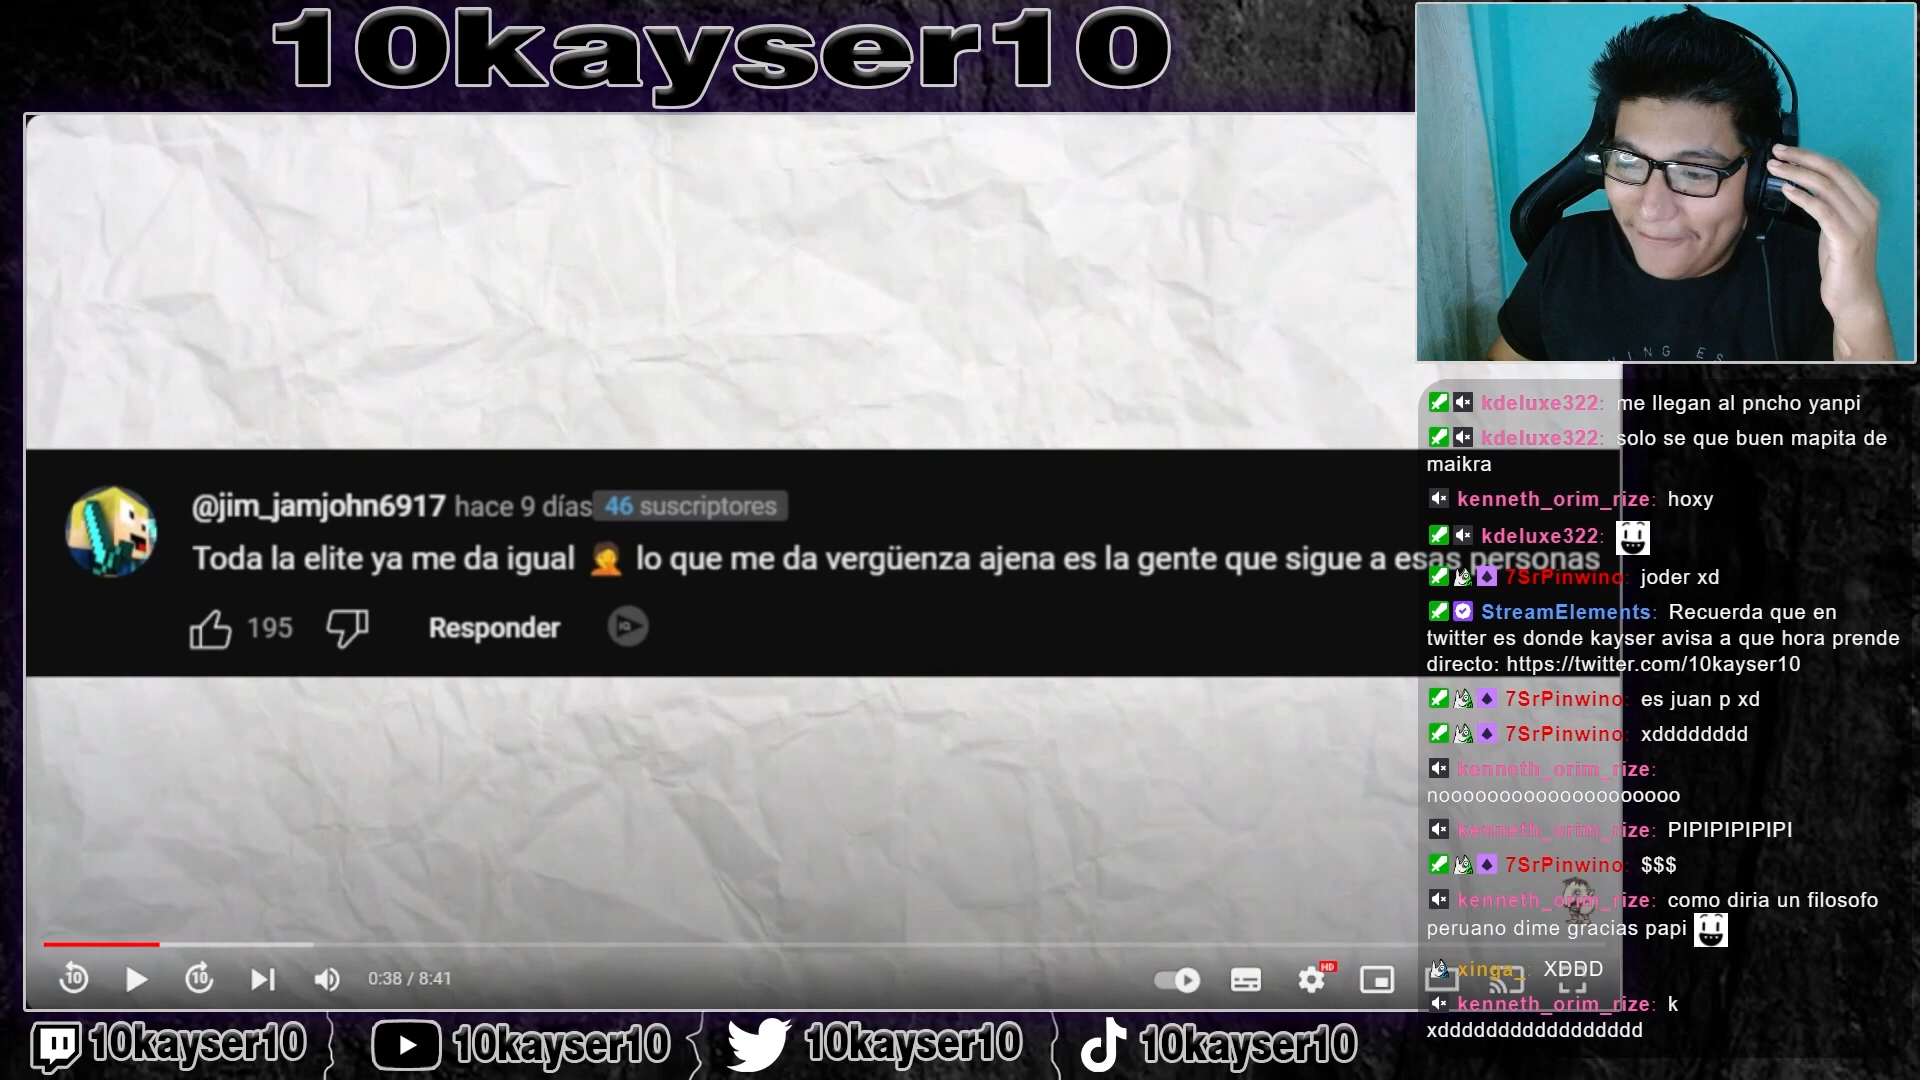 10kayser10
NING ES
@jim_jamjohn6917 hace 9 días 46 suscriptores
Toda la elite ya me da igual 🤦 lo que me da vergüenza ajena es la gente que sigue a esas personas
195 Responder
0:38 / 8:41
HD
kdeluxe322: me llegan al pncho yanpi
kdeluxe322: solo se que buen mapita de
maikra
kenneth_orim_rize: hoxy
kdeluxe322:
7SrPinwino: joder xd
StreamElements: Recuerda que en
twitter es donde kayser avisa a que hora prende
directo: https://twitter.com/10kayser10
7SrPinwino: es juan p xd
7SrPinwino: xdddddddd
kenneth_orim_rize:
nooooooooooooooooooooo
kenneth_orim_rize: PIPIPIPIPIPI
7SrPinwino: $$$
kenneth_orim_rize: como diria un filosofo
peruano dime gracias papi
xinga_: XDDD
kenneth_orim_rize: k
xddddddddddddddddd
10kayser10 10kayser10 10kayser10 10kayser10